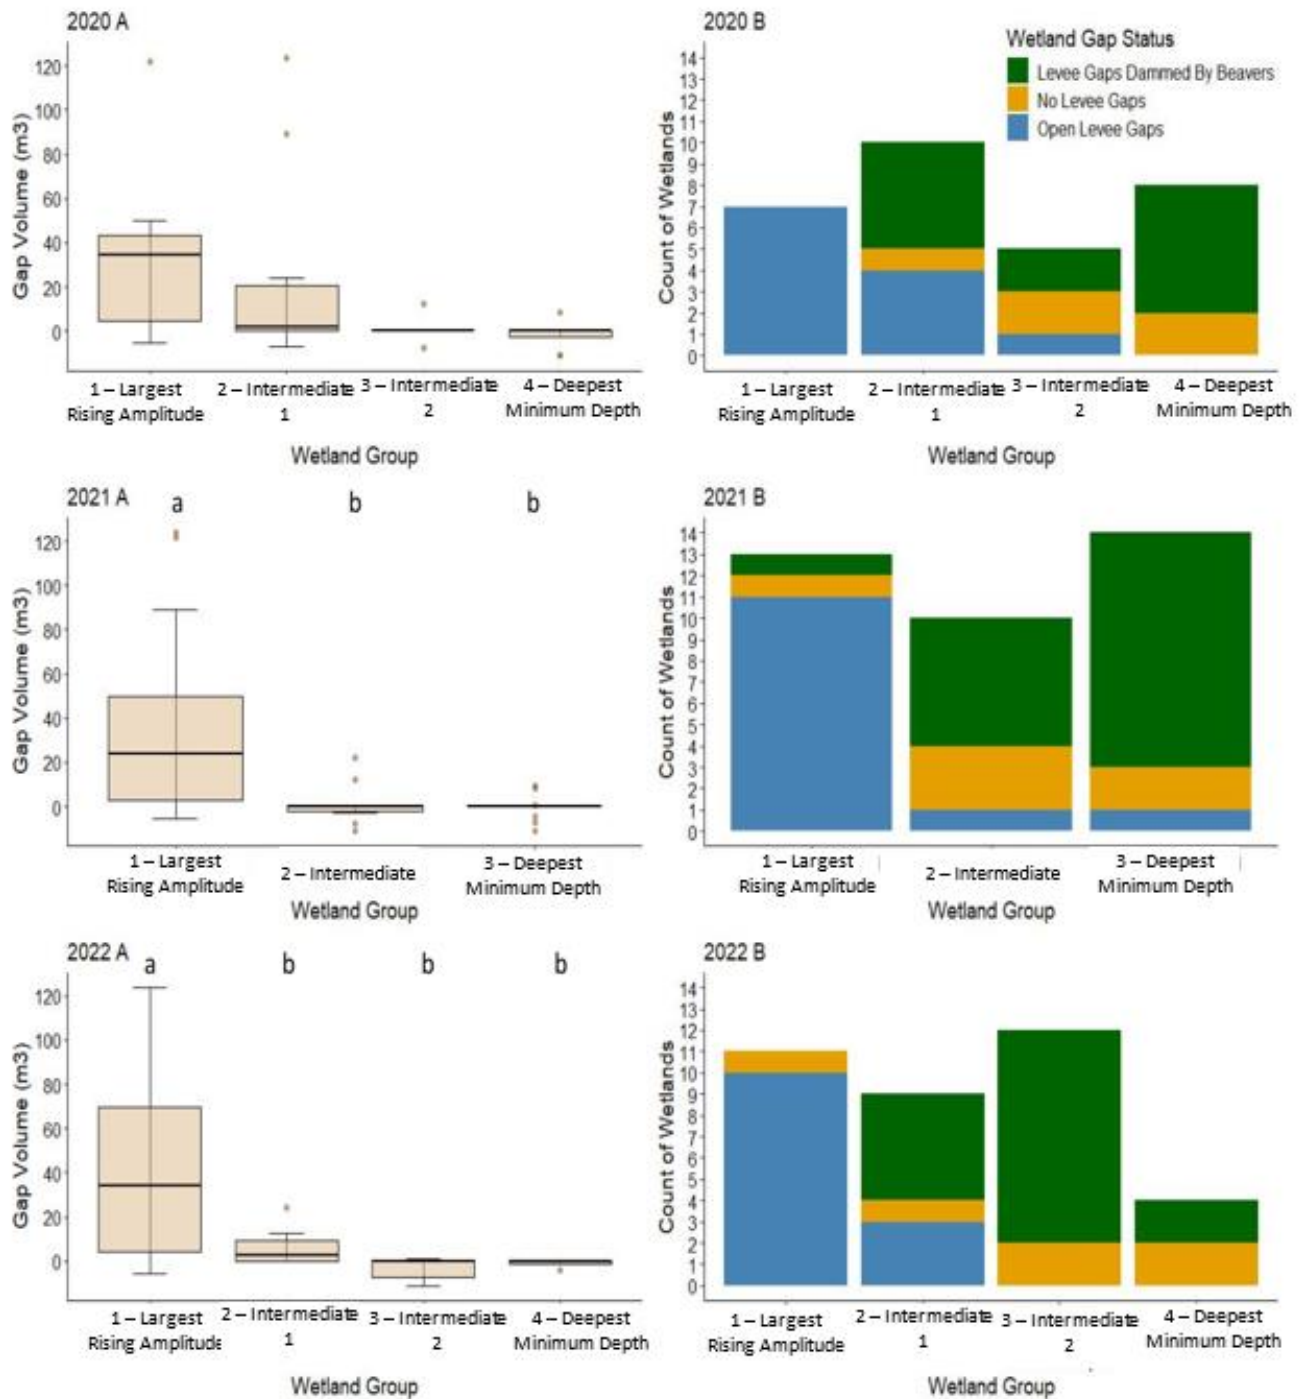 2020 A
Gap Volume (m3)
120
100
80
60
40
20
0
1 – Largest
Rising Amplitude
2 – Intermediate
1
3 – Intermediate
2
4 – Deepest
Minimum Depth
Wetland Group
2020 B
Wetland Gap Status
Levee Gaps Dammed By Beavers
No Levee Gaps
Open Levee Gaps
Count of Wetlands
14
13
12
11
10
9
8
7
6
5
4
3
2
1
0
1 – Largest
Rising Amplitude
2 – Intermediate
1
3 – Intermediate
2
4 – Deepest
Minimum Depth
Wetland Group
2021 A
a
b
b
Gap Volume (m3)
120
100
80
60
40
20
0
1 – Largest
Rising Amplitude
2 – Intermediate
3 – Deepest
Minimum Depth
Wetland Group
2021 B
Count of Wetlands
14
13
12
11
10
9
8
7
6
5
4
3
2
1
0
1 – Largest
Rising Amplitude
2 – Intermediate
3 – Deepest
Minimum Depth
Wetland Group
2022 A
a
b
b
b
Gap Volume (m3)
120
100
80
60
40
20
0
1 – Largest
Rising Amplitude
2 – Intermediate
1
3 – Intermediate
2
4 – Deepest
Minimum Depth
Wetland Group
2022 B
Count of Wetlands
14
13
12
11
10
9
8
7
6
5
4
3
2
1
0
1 – Largest
Rising Amplitude
2 – Intermediate
1
3 – Intermediate
2
4 – Deepest
Minimum Depth
Wetland Group